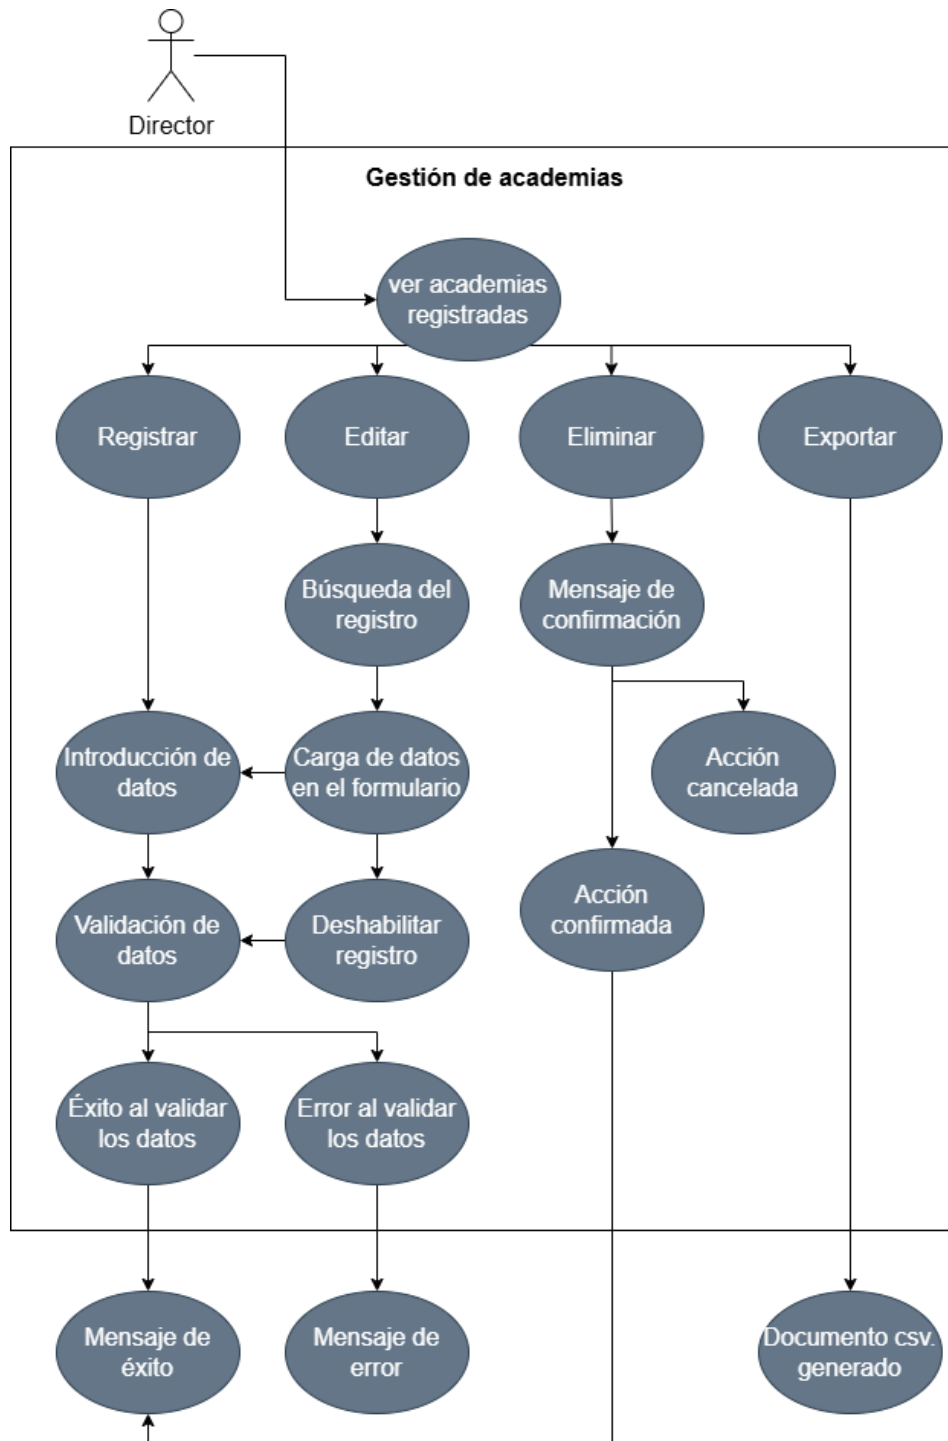 Director
Gestión de academias
ver academias
registradas
Registrar
Editar
Eliminar
Exportar
Búsqueda del
registro
Mensaje de
confirmación
Introducción de
datos
Carga de datos
en el formulario
Acción
cancelada
Validación de
datos
Deshabilitar
registro
Acción
confirmada
Éxito al validar
los datos
Error al validar
los datos
Mensaje de
éxito
Mensaje de
error
Documento csv.
generado